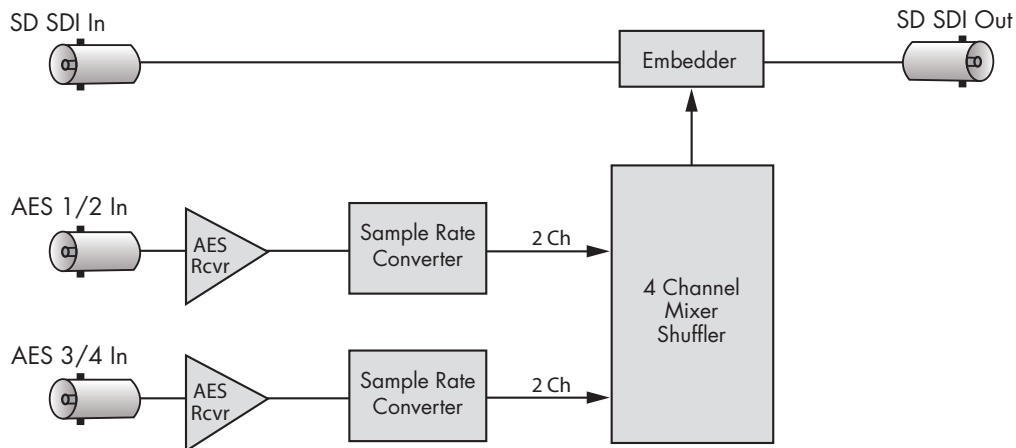 SD SDI In
SD SDI Out
Embedder
AES 1/2 In
AES
Rcvr
Sample Rate
Converter
2 Ch
4 Channel
Mixer
Shuffler
AES 3/4 In
AES
Rcvr
Sample Rate
Converter
2 Ch